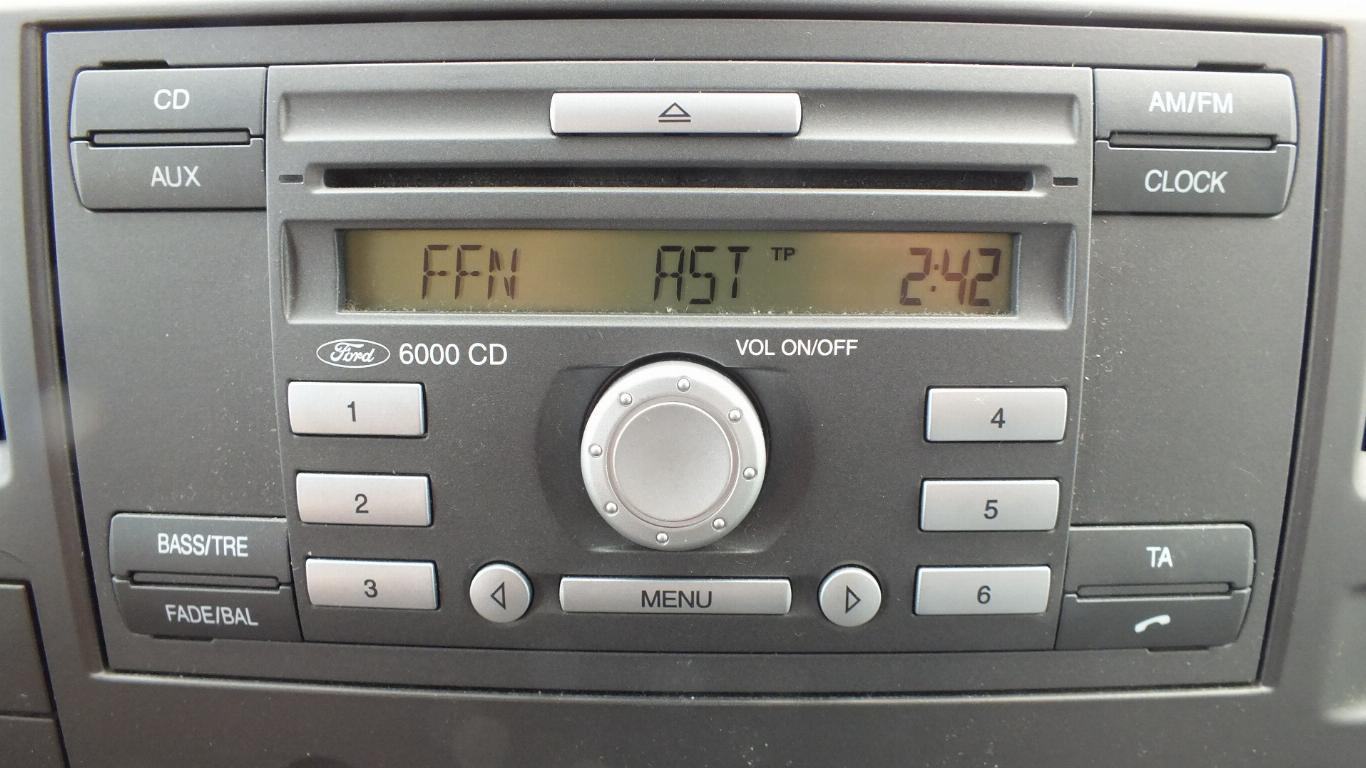 CD
AUX
AM/FM
CLOCK
FFN AST TP 2:42
Ford 6000 CD
VOL ON/OFF
1
2
3
4
5
6
BASS/TRE
FADE/BAL
MENU
TA